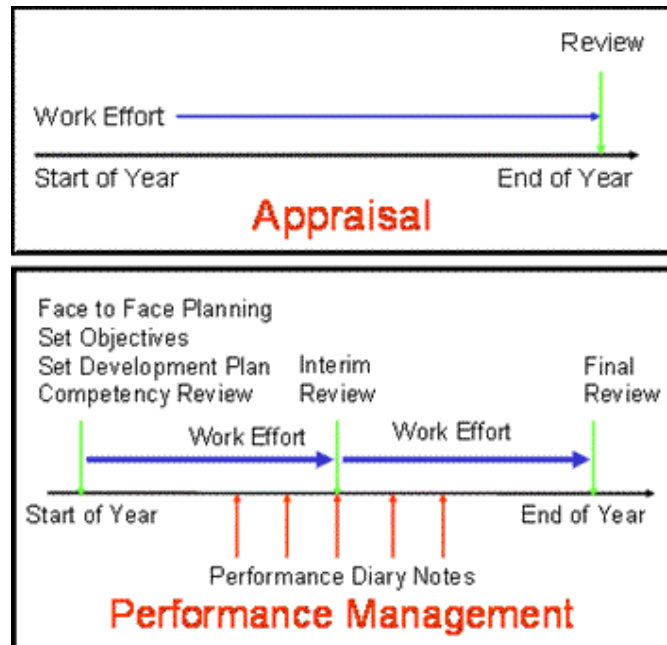 Review
Work Effort
Start of Year End of Year
Appraisal
Face to Face Planning
Set Objectives
Set Development Plan
Competency Review
Interim
Review
Final
Review
Work Effort Work Effort
Start of Year End of Year
Performance Diary Notes
Performance Management